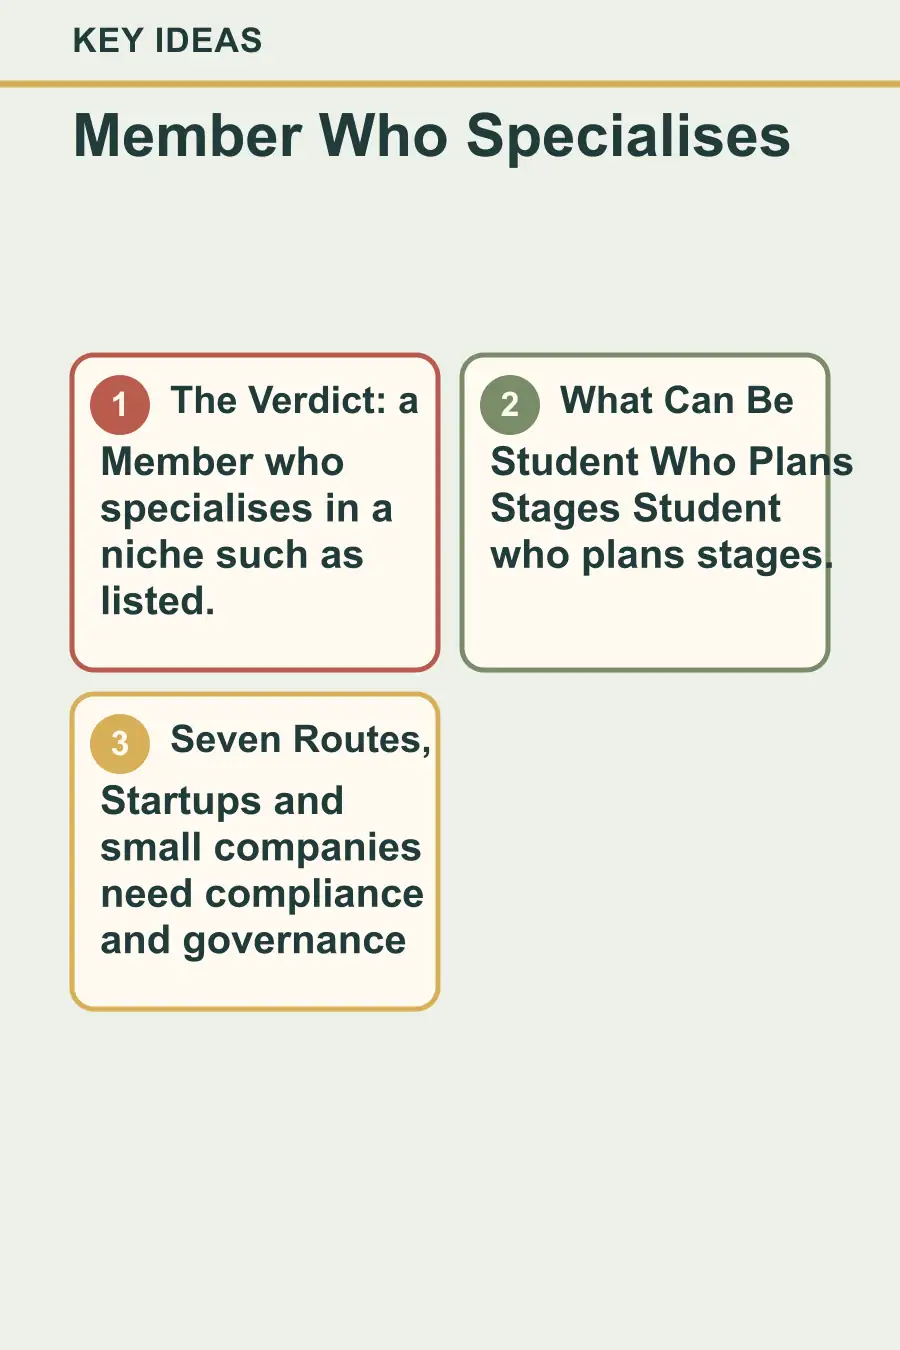 KEY IDEAS
Member Who Specialises
1
The Verdict: a
Member who
specialises in a
niche such as
listed.
2
What Can Be
Student Who Plans
Stages Student
who plans stages.
3
Seven Routes,
Startups and
small companies
need compliance
and governance